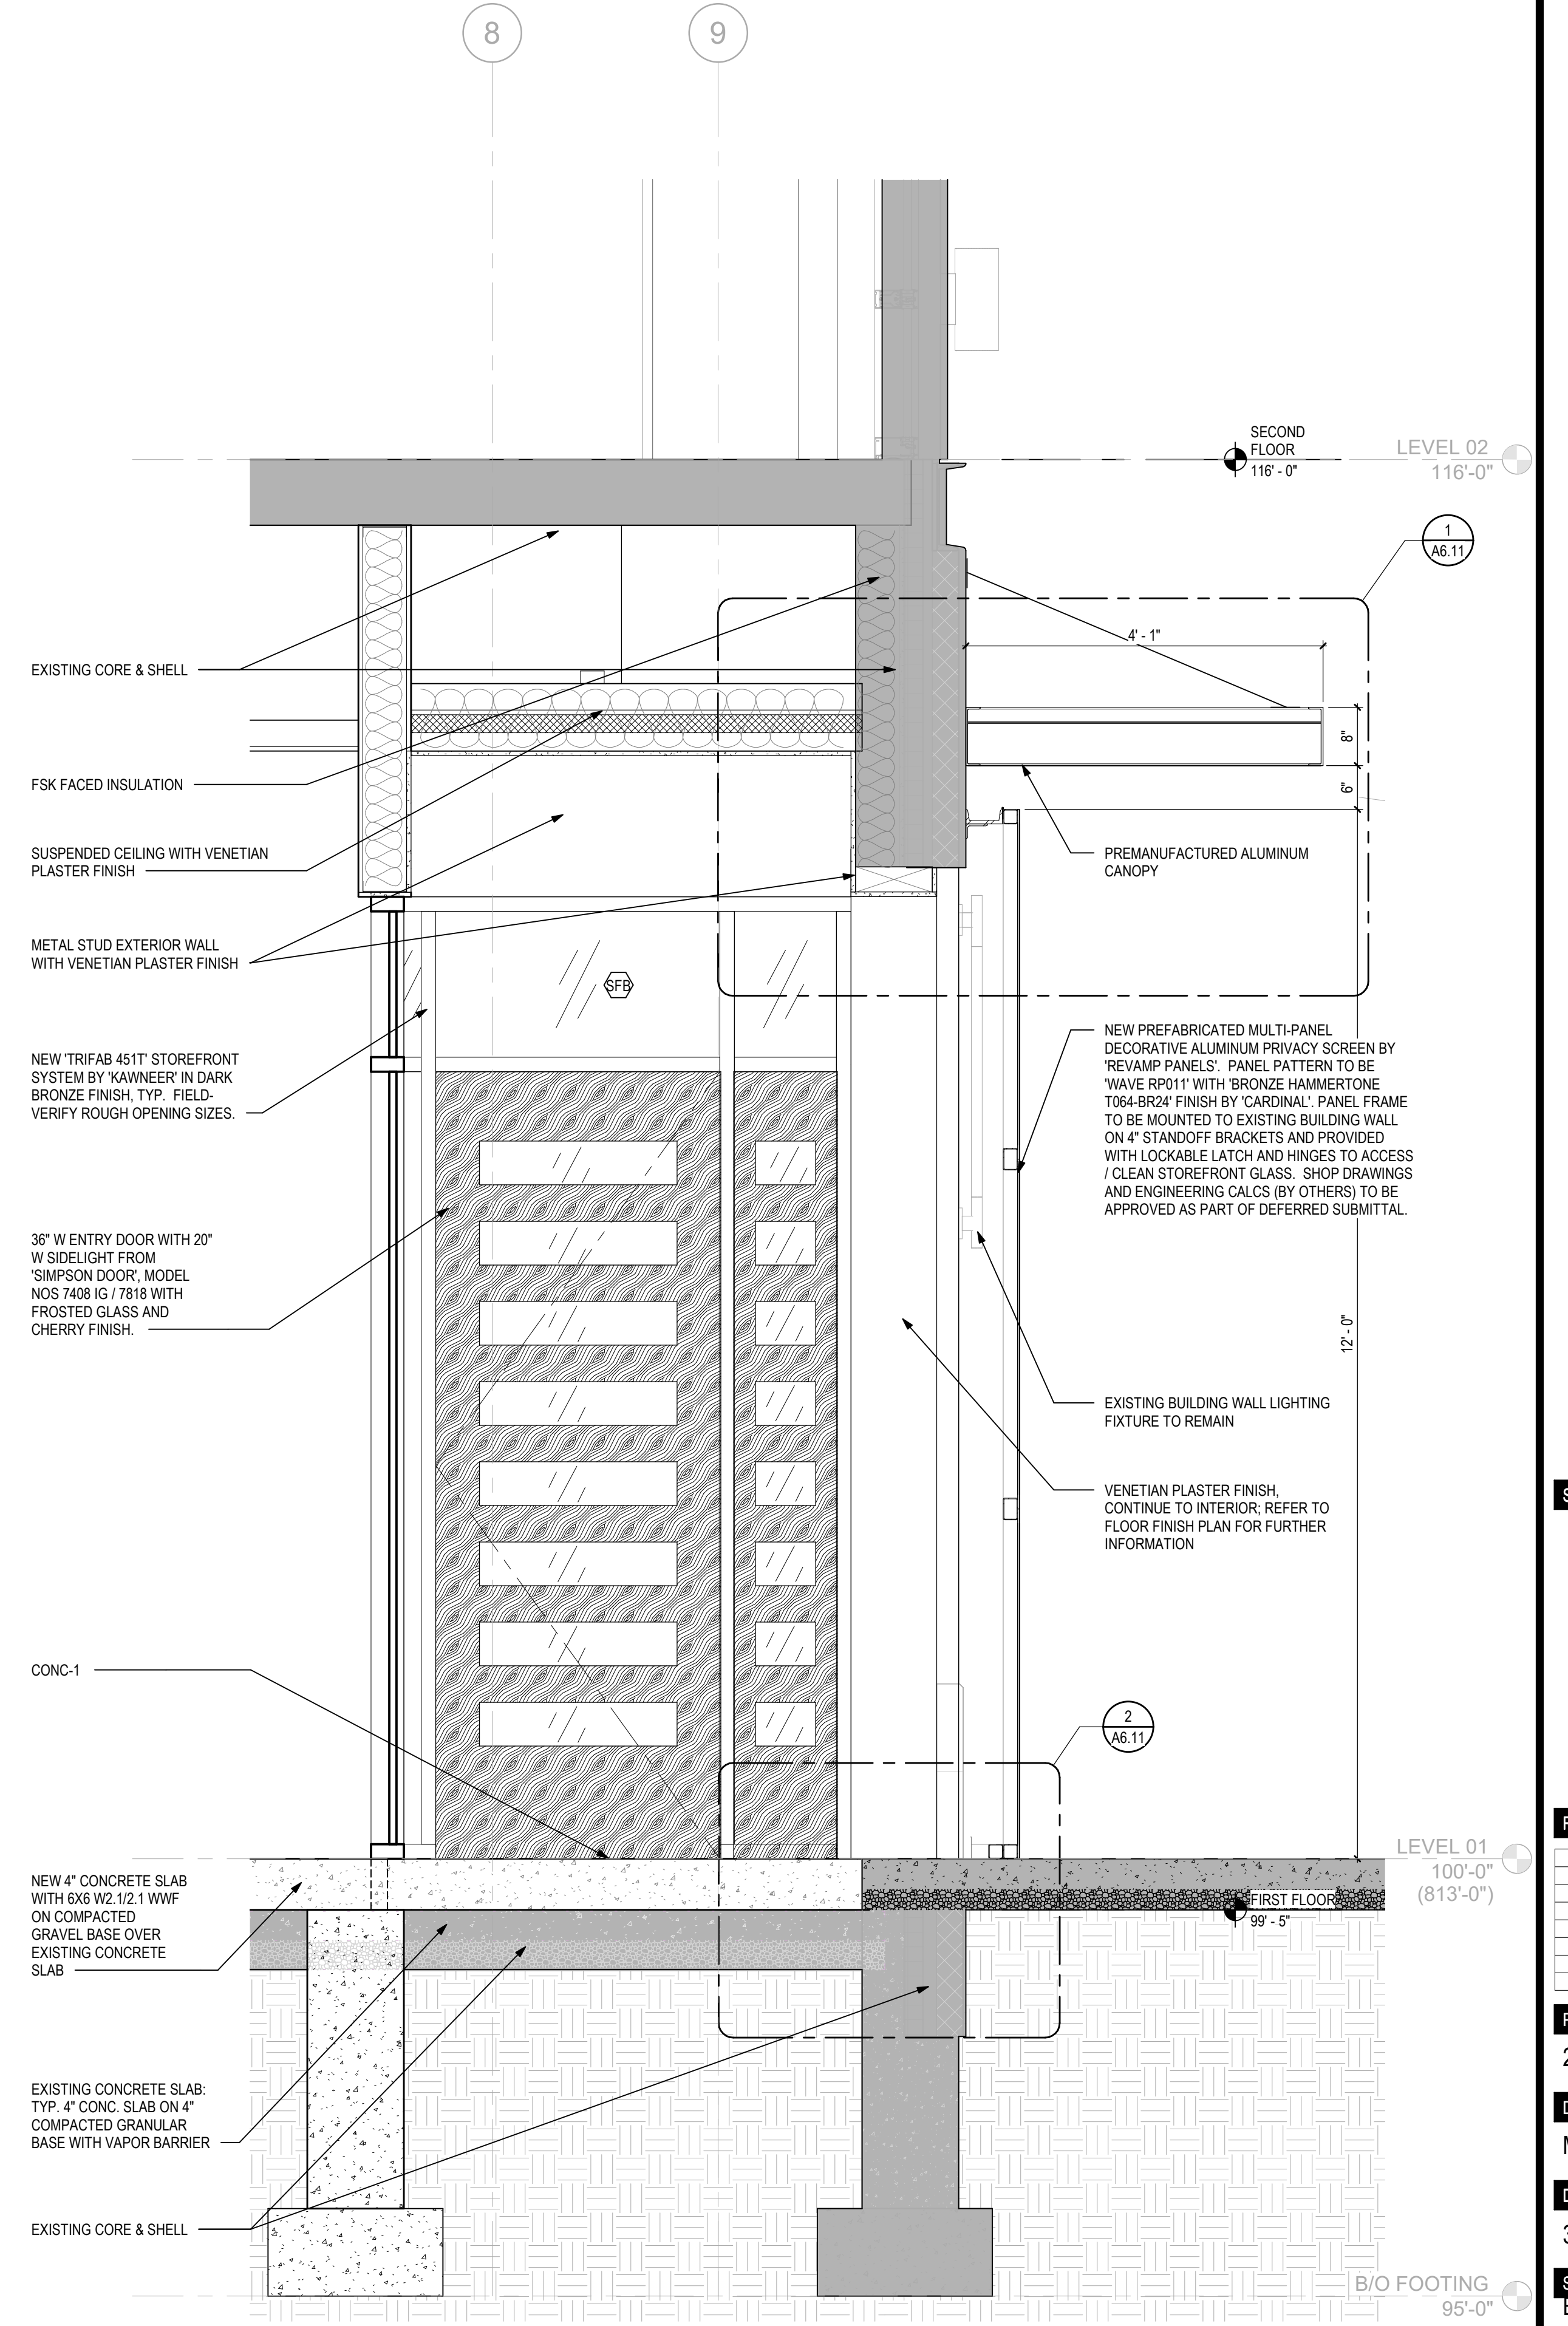 8
9
SECOND
FLOOR
116' - 0"
LEVEL 02
116'-0"
1
A6.11
4' - 1"
EXISTING CORE & SHELL
8"
6"
FSK FACED INSULATION
SUSPENDED CEILING WITH VENETIAN
PLASTER FINISH
PREMANUFACTURED ALUMINUM
CANOPY
METAL STUD EXTERIOR WALL
WITH VENETIAN PLASTER FINISH
SFB
NEW 'TRIFAB 451T' STOREFRONT
SYSTEM BY 'KAWNEER' IN DARK
BRONZE FINISH, TYP. FIELD-
VERIFY ROUGH OPENING SIZES.
NEW PREFABRICATED MULTI-PANEL
DECORATIVE ALUMINUM PRIVACY SCREEN BY
'REVAMP PANELS'. PANEL PATTERN TO BE
'WAVE RP011' WITH 'BRONZE HAMMERTONE
T064-BR24' FINISH BY 'CARDINAL'. PANEL FRAME
TO BE MOUNTED TO EXISTING BUILDING WALL
ON 4" STANDOFF BRACKETS AND PROVIDED
WITH LOCKABLE LATCH AND HINGES TO ACCESS
/ CLEAN STOREFRONT GLASS. SHOP DRAWINGS
AND ENGINEERING CALCS (BY OTHERS) TO BE
APPROVED AS PART OF DEFERRED SUBMITTAL.
36" W ENTRY DOOR WITH 20"
W SIDELIGHT FROM
'SIMPSON DOOR', MODEL
NOS 7408 IG / 7818 WITH
FROSTED GLASS AND
CHERRY FINISH.
12' - 0"
EXISTING BUILDING WALL LIGHTING
FIXTURE TO REMAIN
VENETIAN PLASTER FINISH,
CONTINUE TO INTERIOR; REFER TO
FLOOR FINISH PLAN FOR FURTHER
INFORMATION
CONC-1
2
A6.11
LEVEL 01
100'-0"
(813'-0")
FIRST FLOOR
99' - 5"
NEW 4" CONCRETE SLAB
WITH 6X6 W2.1/2.1 WWF
ON COMPACTED
GRAVEL BASE OVER
EXISTING CONCRETE
SLAB
EXISTING CONCRETE SLAB:
TYP. 4" CONC. SLAB ON 4"
COMPACTED GRANULAR
BASE WITH VAPOR BARRIER
EXISTING CORE & SHELL
B/O FOOTING
95'-0"